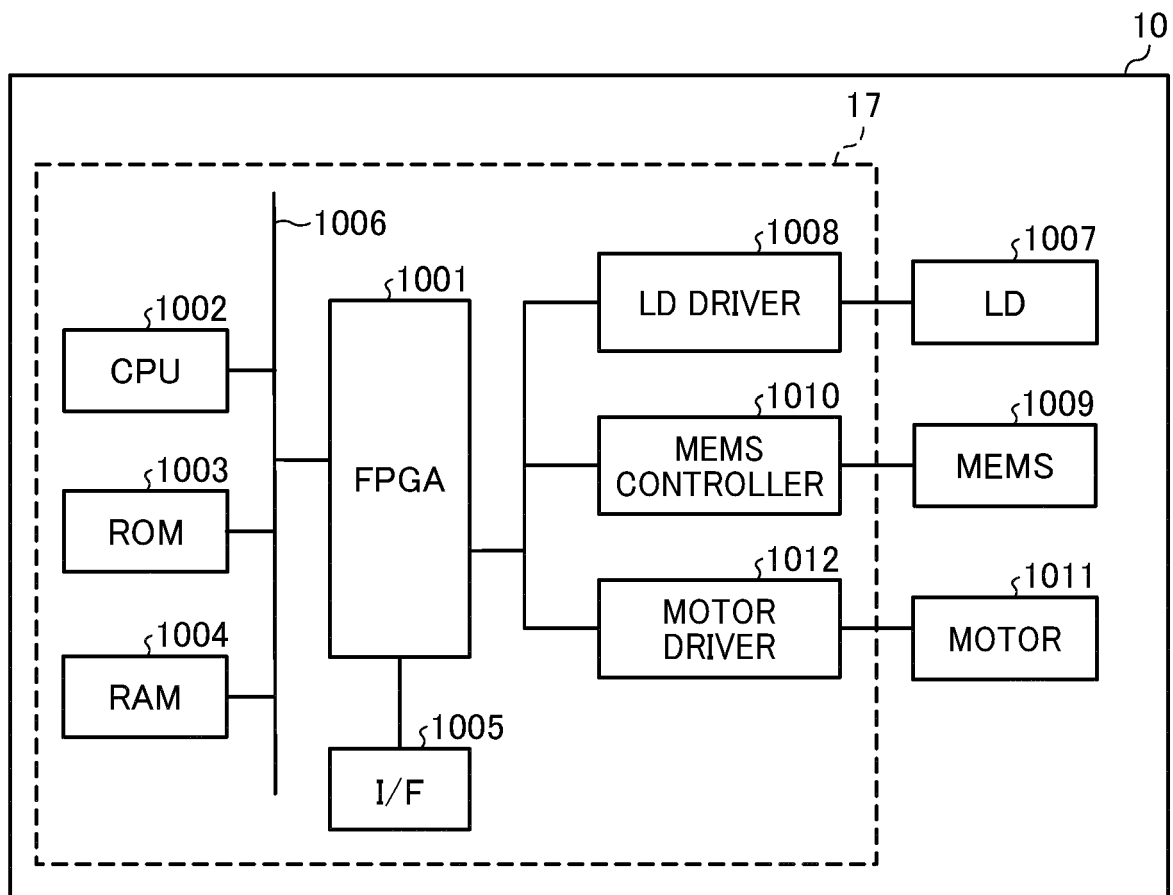 10
17
1006
1008
1007
1001
LD DRIVER
LD
1002
CPU
1010
1009
MEMS
CONTROLLER
MEMS
FPGA
1003
ROM
1012
1011
MOTOR
DRIVER
MOTOR
1004
RAM
1005
I/F